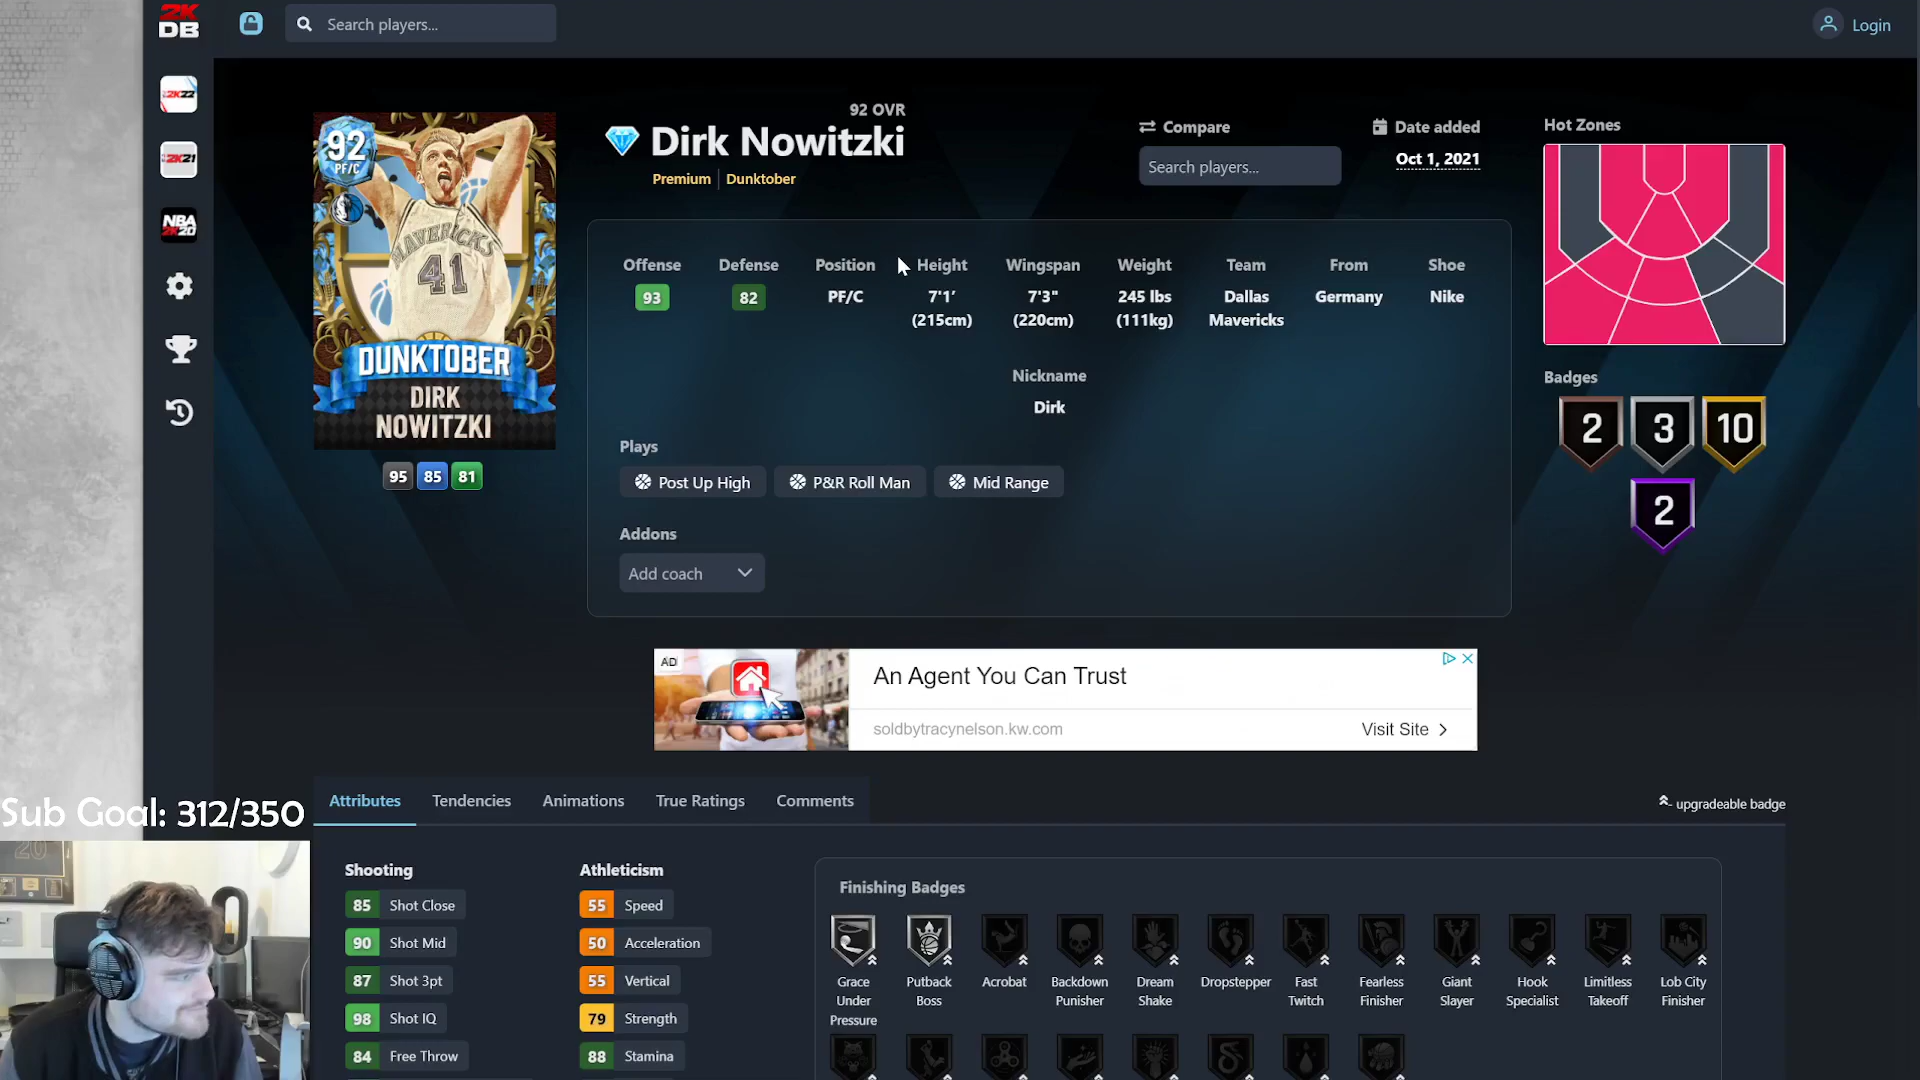 2K
DB
Search players...
Login
2K22
2K21
NBA
2K20
92
PF/C
MAVERICKS
41
DUNKTOBER
DIRK
NOWITZKI
95 85 81
92 OVR
Dirk Nowitzki
Premium Dunktober
Compare
Search players...
Date added
Oct 1, 2021
Hot Zones
Offense Defense Position Height Wingspan Weight Team From Shoe
93 82 PF/C 7'1' 7'3" 245 lbs Dallas Germany Nike
(215cm) (220cm) (111kg) Mavericks
Nickname
Dirk
Plays
Post Up High P&R Roll Man Mid Range
Addons
Add coach
Badges
2 3 10
2
AD
An Agent You Can Trust
soldbytracynelson.kw.com
Visit Site
Sub Goal: 312/350
Attributes Tendencies Animations True Ratings Comments
- upgradeable badge
Shooting
85 Shot Close
90 Shot Mid
87 Shot 3pt
98 Shot IQ
84 Free Throw
Athleticism
55 Speed
50 Acceleration
55 Vertical
79 Strength
88 Stamina
Finishing Badges
Grace Under Pressure
Putback Boss
Acrobat
Backdown Punisher
Dream Shake
Dropstepper
Fast Twitch
Fearless Finisher
Giant Slayer
Hook Specialist
Limitless Takeoff
Lob City Finisher
20